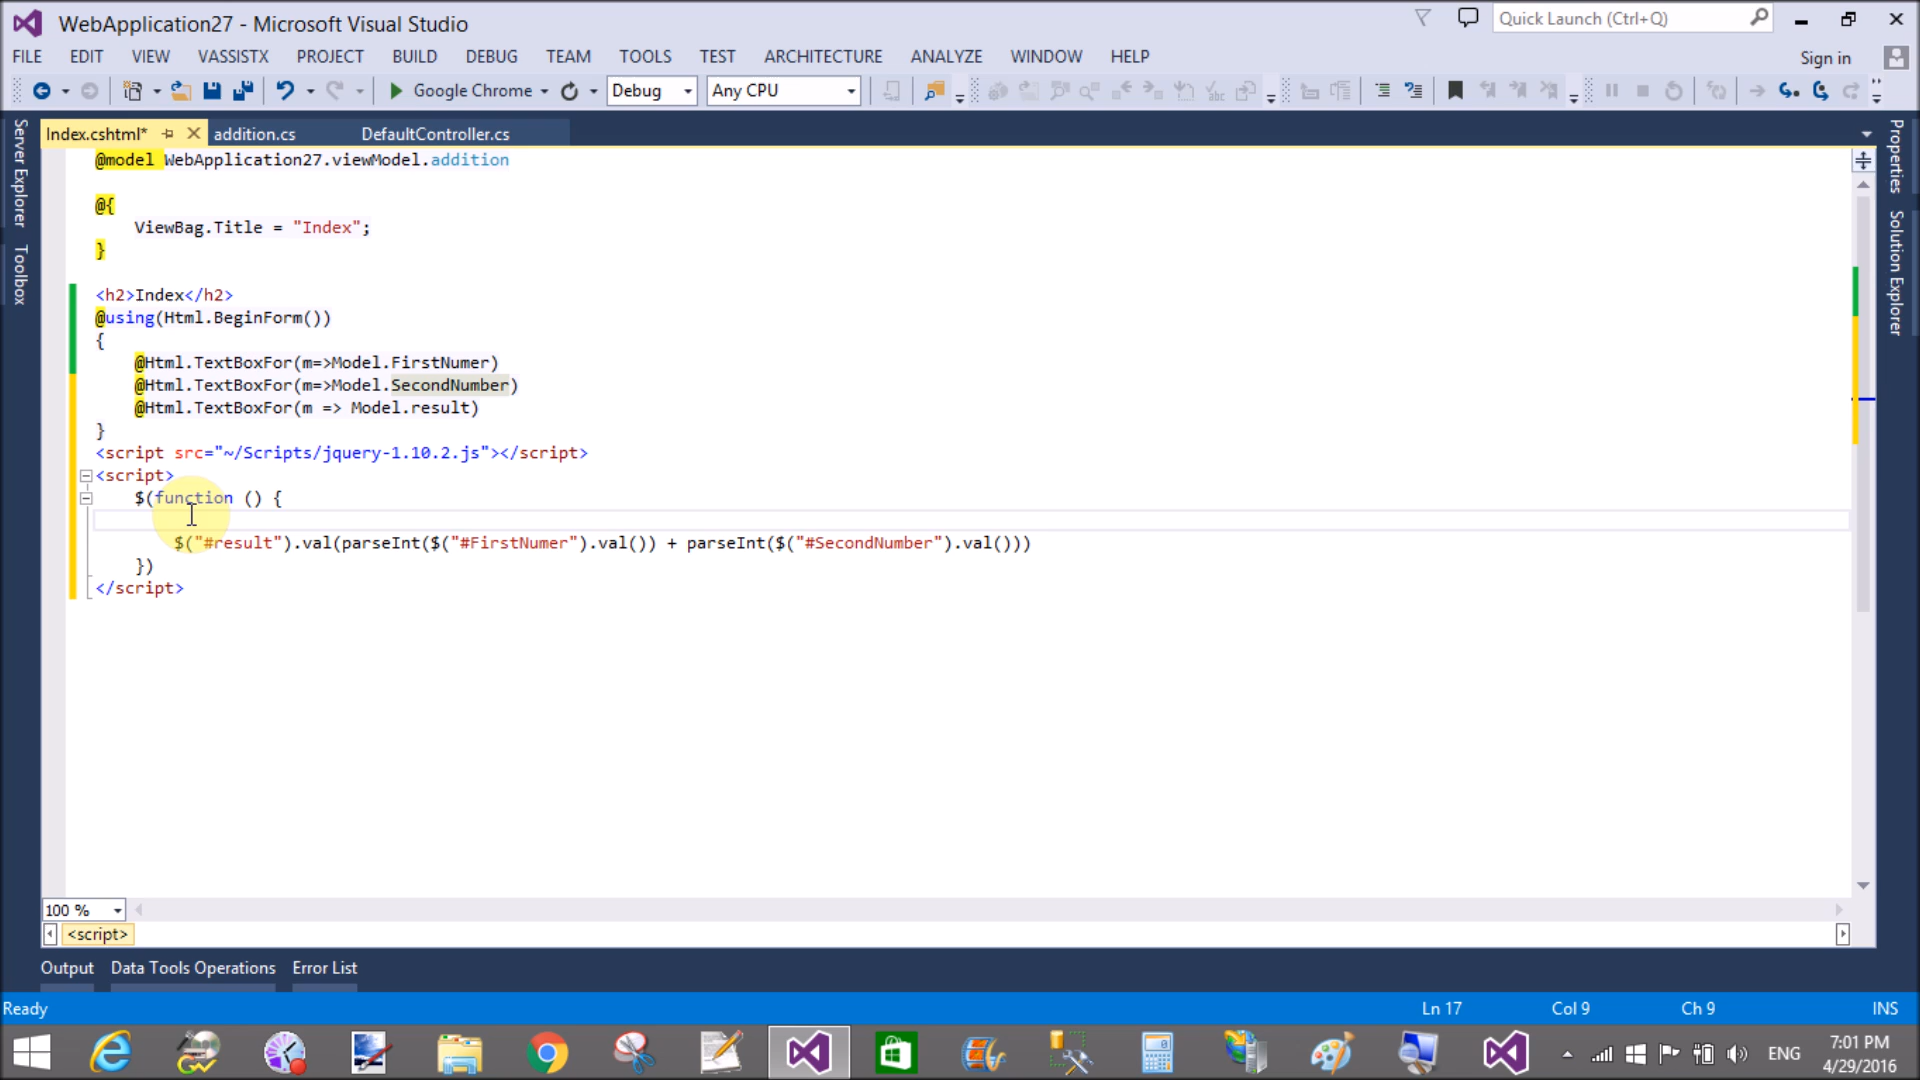 WebApplication27 - Microsoft Visual Studio
Quick Launch (Ctrl+Q)
FILE EDIT VIEW VASSISTX PROJECT BUILD DEBUG TEAM TOOLS TEST ARCHITECTURE ANALYZE WINDOW HELP
Sign in
Google Chrome Debug Any CPU
Index.cshtml* addition.cs DefaultController.cs
Server Explorer
Toolbox
Properties
Solution Explorer
@model WebApplication27.viewModel.addition
@{
ViewBag.Title = "Index";
}
<h2>Index</h2>
@using(Html.BeginForm())
{
@Html.TextBoxFor(m=>Model.FirstNumer)
@Html.TextBoxFor(m=>Model.SecondNumber)
@Html.TextBoxFor(m => Model.result)
}
<script src="~/Scripts/jquery-1.10.2.js"></script>
<script>
$(function () {
$("#result").val(parseInt($("#FirstNumer").val()) + parseInt($("#SecondNumber").val()))
})
</script>
100 %
<script>
Output Data Tools Operations Error List
Ready Ln 17 Col 9 Ch 9 INS
ENG
7:01 PM
4/29/2016